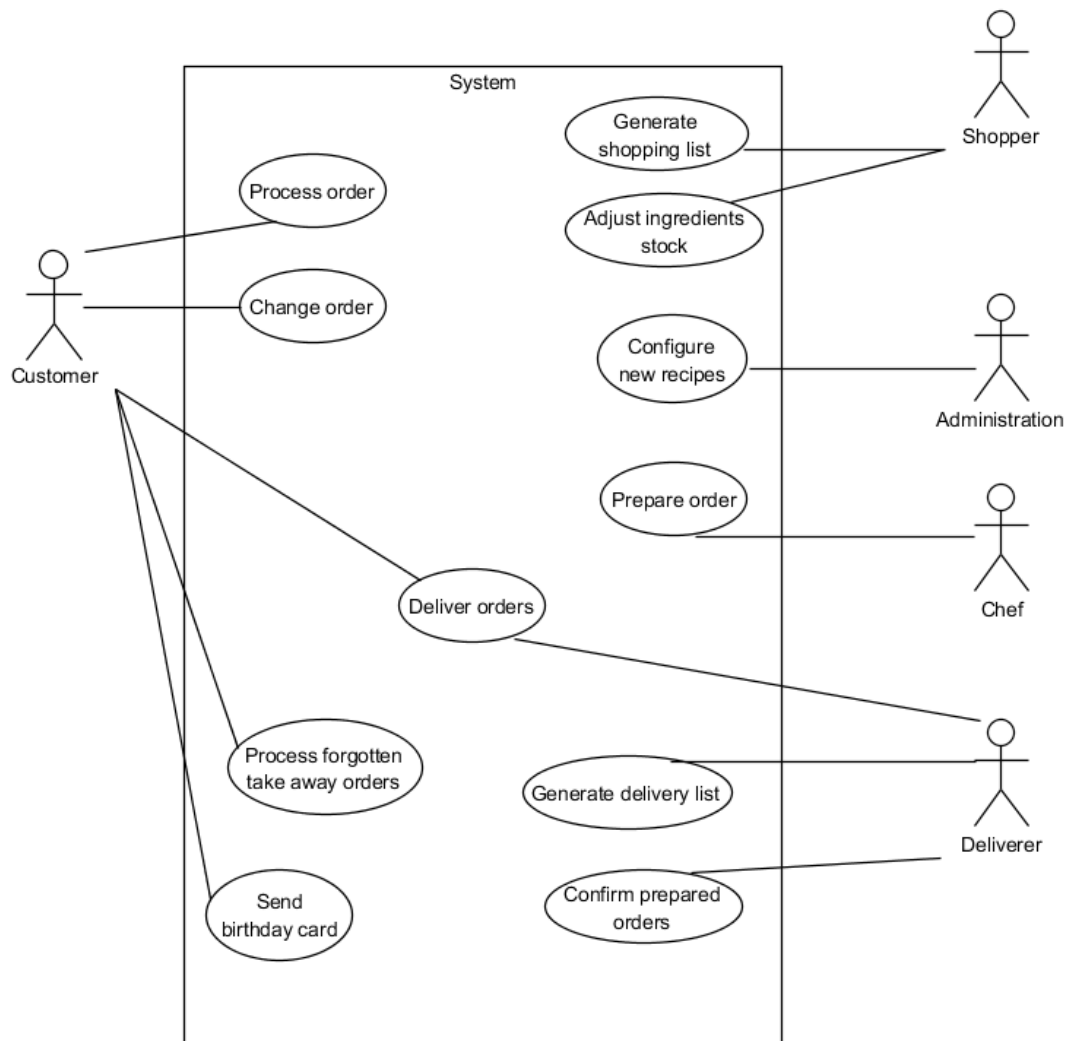 System
Generate
shopping list
Shopper
Process order
Adjust ingredients
stock
Change order
Customer
Configure
new recipes
Administration
Prepare order
Chef
Deliver orders
Process forgotten
take away orders
Generate delivery list
Deliverer
Send
birthday card
Confirm prepared
orders